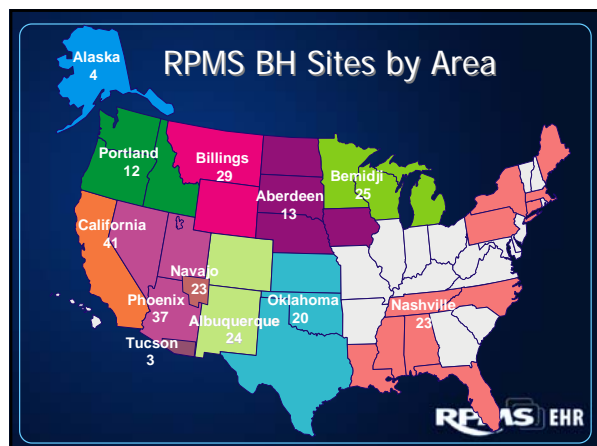 RPMS BH Sites by Area
Alaska
4
Portland
12
Billings
29
Aberdeen
13
Bemidji
25
California
41
Navajo
23
Phoenix
37
Albuquerque
24
Oklahoma
20
Nashville
23
Tucson
3
RPMS EHR